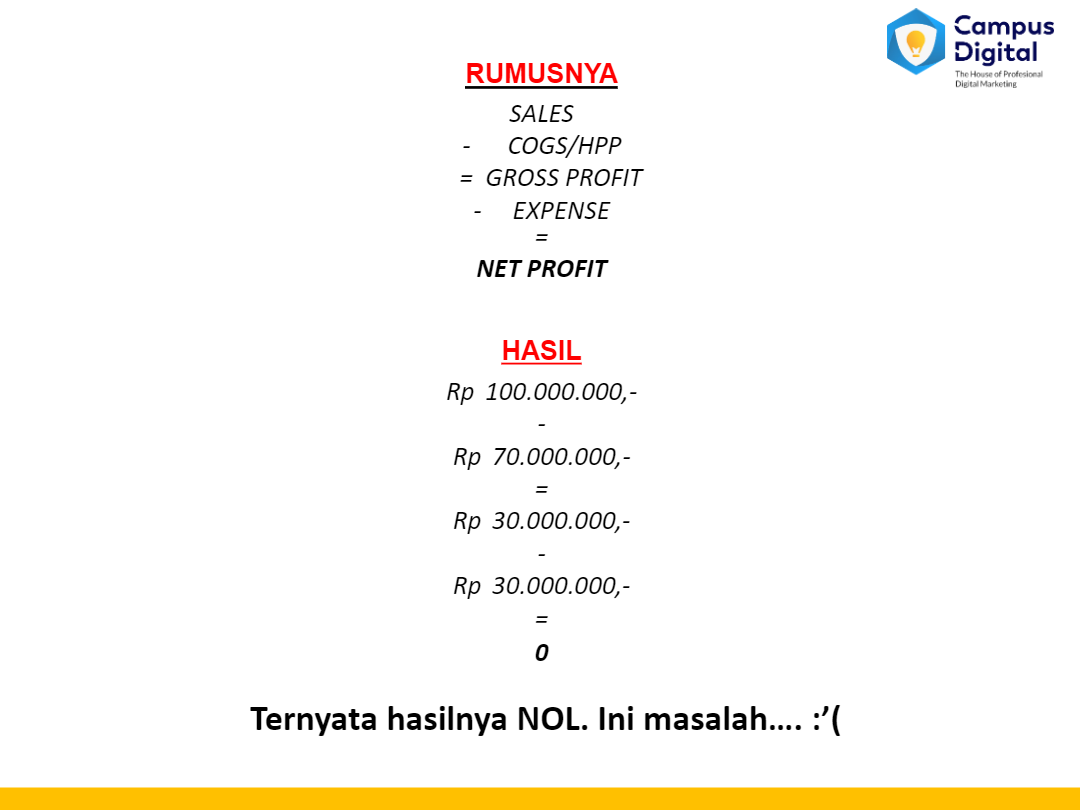 Campus
Digital
The House of Profesional
Digital Marketing
RUMUSNYA
SALES
- COGS/HPP
= GROSS PROFIT
- EXPENSE
=
NET PROFIT
HASIL
Rp 100.000.000,-
-
Rp 70.000.000,-
=
Rp 30.000.000,-
-
Rp 30.000.000,-
=
0
Ternyata hasilnya NOL. Ini masalah…. :’(